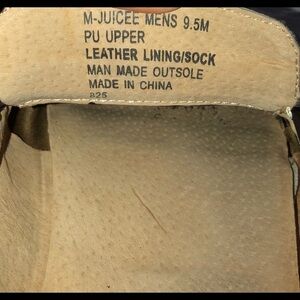 M-JUICEE MENS 9.5M
PU UPPER
LEATHER LINING/SOCK
MAN MADE OUTSOLE
MADE IN CHINA
825